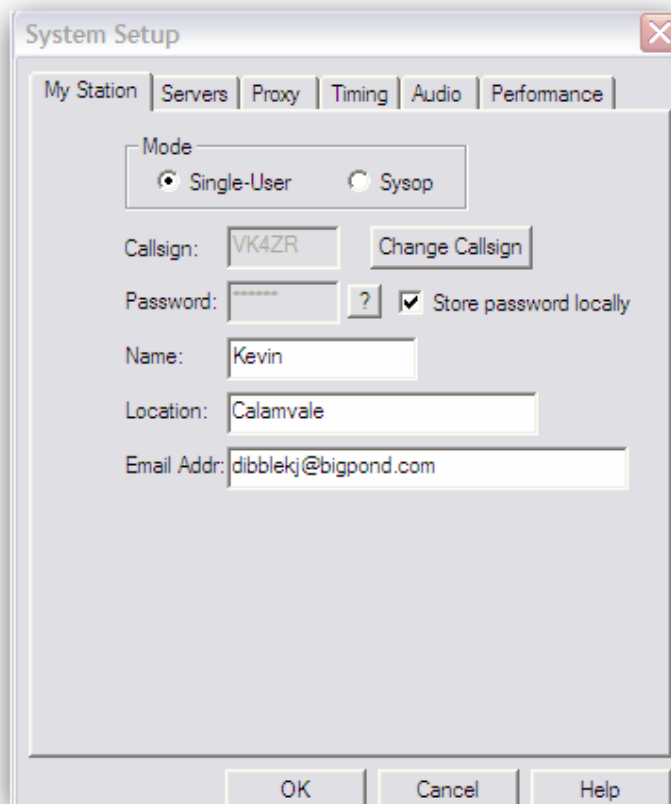 System Setup
My Station Servers Proxy Timing Audio Performance
Mode
Single-User Sysop
Callsign: VK4ZR Change Callsign
Password: ****** ? Store password locally
Name: Kevin
Location: Calamvale
Email Addr: dibblekj@bigpond.com
OK Cancel Help